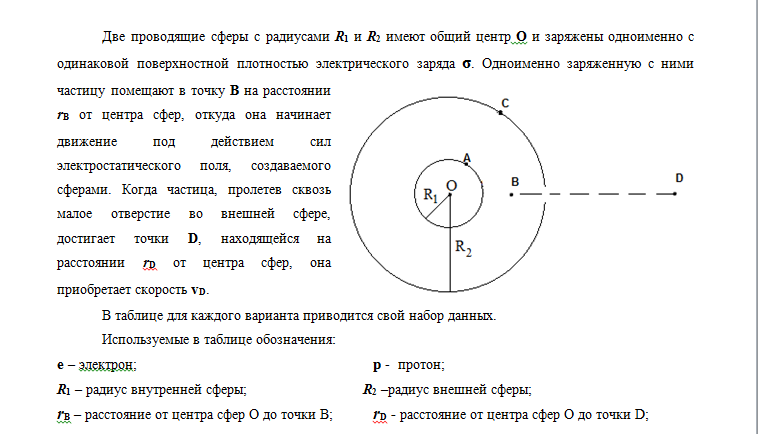 Две проводящие сферы с радиусами R1 и R2 имеют общий центр O и заряжены одноименно с
одинаковой поверхностной плотностью электрического заряда σ. Одноименно заряженную с ними
частицу помещают в точку B на расстоянии
rB от центра сфер, откуда она начинает
движение под действием сил
электростатического поля, создаваемого
сферами. Когда частица, пролетев сквозь
малое отверстие во внешней сфере,
достигает точки D, находящейся на
расстоянии rD от центра сфер, она
приобретает скорость vD.
C
A
O
B
D
R1
R2
В таблице для каждого варианта приводится свой набор данных.
Используемые в таблице обозначения:
e – электрон; p - протон;
R1 – радиус внутренней сферы; R2 –радиус внешней сферы;
rB – расстояние от центра сфер O до точки B; rD - расстояние от центра сфер O до точки D;